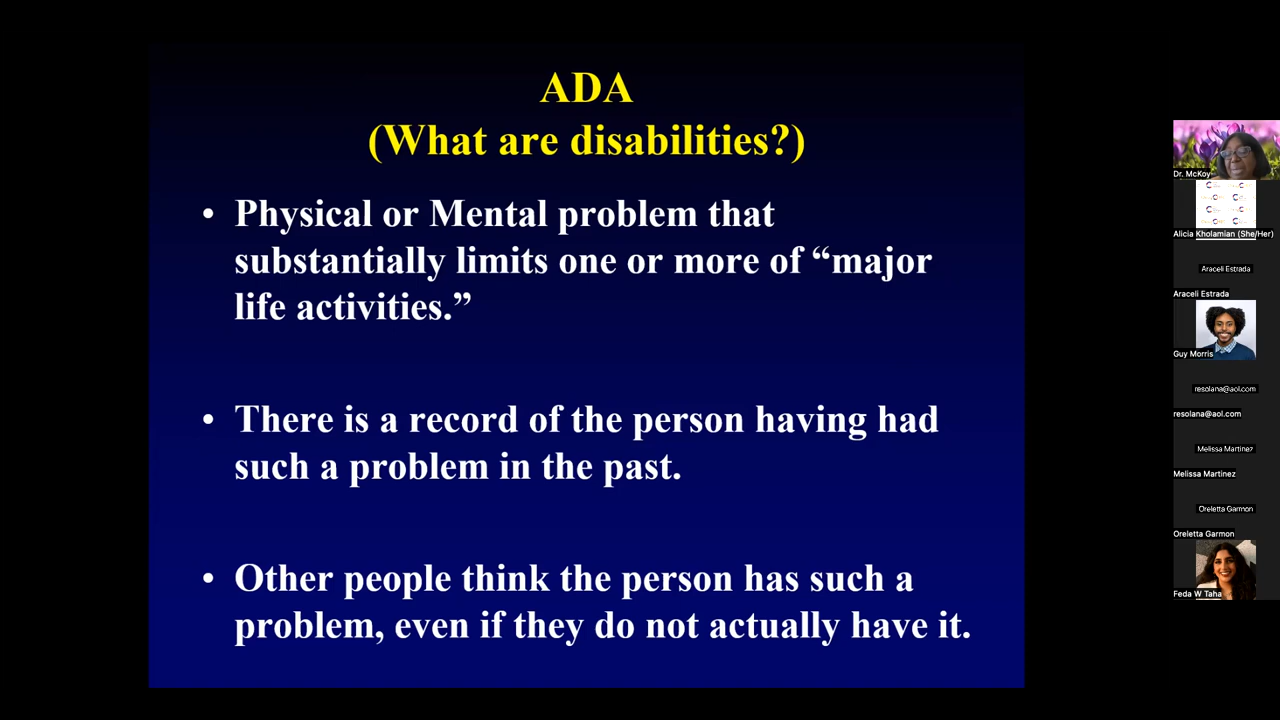 ADA
(What are disabilities?)
• Physical or Mental problem that
substantially limits one or more of “major
life activities.”
• There is a record of the person having had
such a problem in the past.
• Other people think the person has such a
problem, even if they do not actually have it.
Dr. McKoy
Alicia Kholamian (She/Her)
Araceli Estrada
Araceli Estrada
Guy Morris
resolana@aol.com
resolana@aol.com
Melissa Martinez
Melissa Martinez
Oreletta Garmon
Oreletta Garmon
Feda W Taha